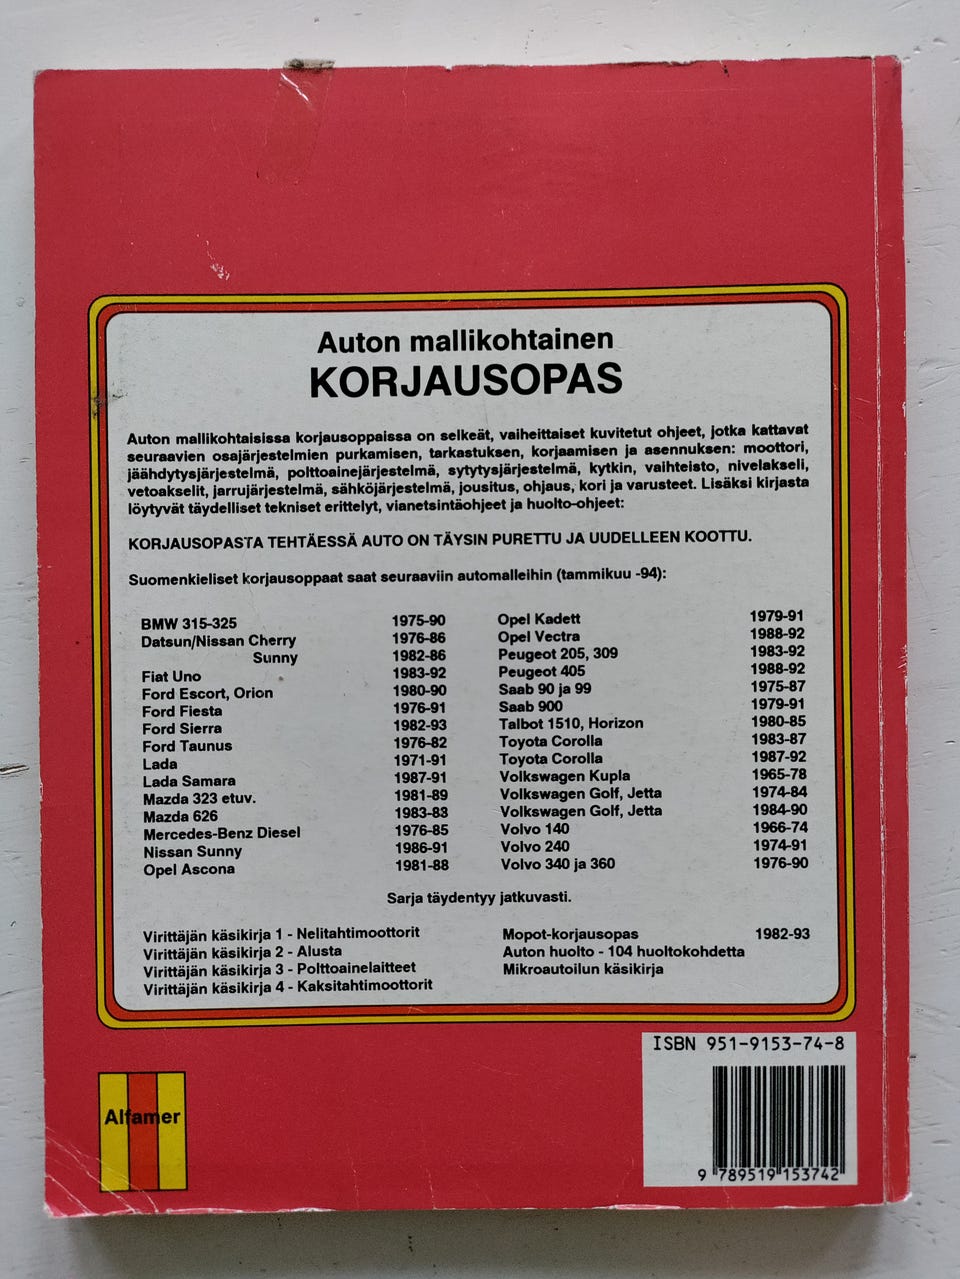 Auton mallikohtainen
KORJAUSOPAS
Auton mallikohtaisissa korjausoppaissa on selkeät, vaiheittaiset kuvitetut ohjeet, jotka kattavat
seuraavien osajärjestelmien purkamisen, tarkastuksen, korjaamisen ja asennuksen: moottori,
jäähdytysjärjestelmä, polttoainejärjestelmä, sytytysjärjestelmä, kytkin, vaihteisto, nivelakseli,
vetoakselit, jarrujärjestelmä, sähköjärjestelmä, jousitus, ohjaus, kori ja varusteet. Lisäksi kirjasta
löytyvät täydelliset tekniset erittelyt, vianetsintäohjeet ja huolto-ohjeet:
KORJAUSOPASTA TEHTÄESSÄ AUTO ON TÄYSIN PURETTU JA UUDELLEEN KOOTTU.
Suomenkieliset korjausoppaat saat seuraaviin automalleihin (tammikuu -94):
BMW 315-325 1975-90
Datsun/Nissan Cherry 1976-86
Sunny 1982-86
Fiat Uno 1983-92
Ford Escort, Orion 1980-90
Ford Fiesta 1976-91
Ford Sierra 1982-93
Ford Taunus 1976-82
Lada 1971-91
Lada Samara 1987-91
Mazda 323 etuv. 1981-89
Mazda 626 1983-83
Mercedes-Benz Diesel 1976-85
Nissan Sunny 1986-91
Opel Ascona 1981-88
Opel Kadett 1979-91
Opel Vectra 1988-92
Peugeot 205, 309 1983-92
Peugeot 405 1988-92
Saab 90 ja 99 1975-87
Saab 900 1979-91
Talbot 1510, Horizon 1980-85
Toyota Corolla 1983-87
Toyota Corolla 1987-92
Volkswagen Kupla 1965-78
Volkswagen Golf, Jetta 1974-84
Volkswagen Golf, Jetta 1984-90
Volvo 140 1966-74
Volvo 240 1974-91
Volvo 340 ja 360 1976-90
Sarja täydentyy jatkuvasti.
Virittäjän käsikirja 1 - Nelitahtimoottorit
Virittäjän käsikirja 2 - Alusta
Virittäjän käsikirja 3 - Polttoainelaitteet
Virittäjän käsikirja 4 - Kaksitahtimoottorit
Mopot-korjausopas 1982-93
Auton huolto - 104 huoltokohdetta
Mikroautoilun käsikirja
ISBN 951-9153-74-8
9 789519 153742
Alfamer